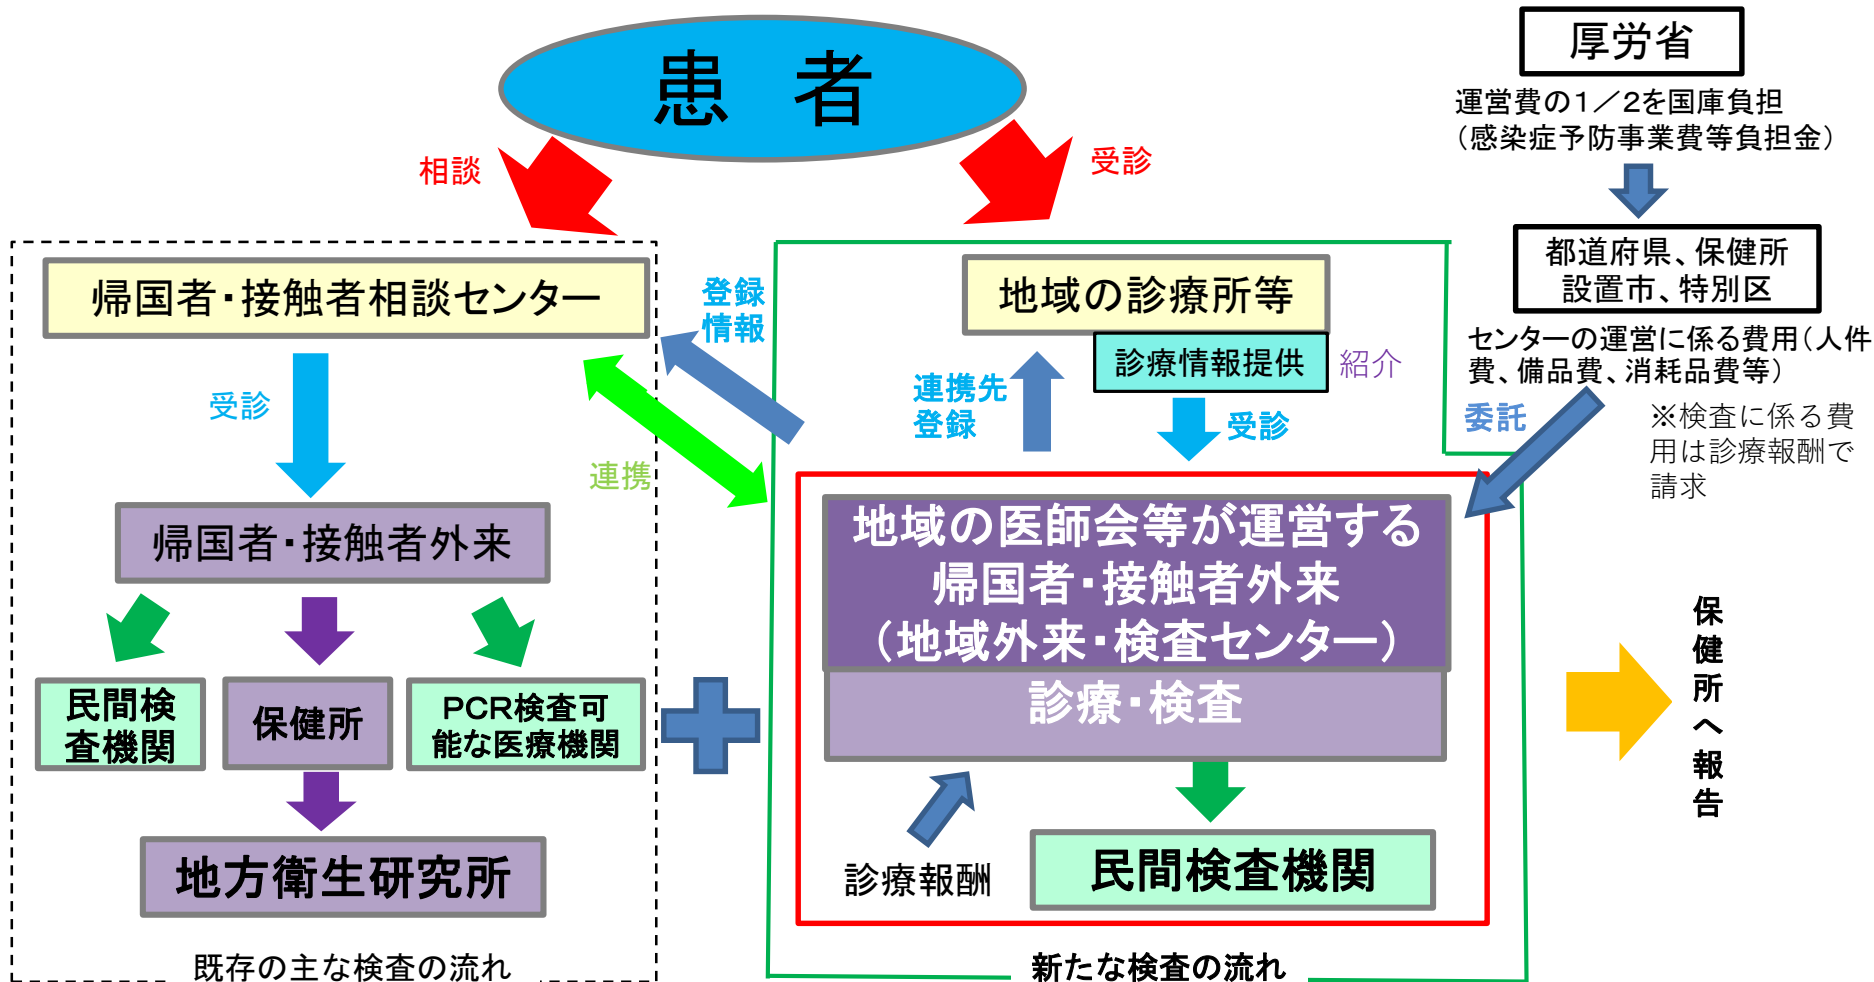 患　者
相談
受診
厚労省
運営費の１／２を国庫負担
（感染症予防事業費等負担金）
都道府県、保健所
設置市、特別区
センターの運営に係る費用（人件
費、備品費、消耗品費等）
委託
※検査に係る費
用は診療報酬で
請求
帰国者・接触者相談センター
受診
帰国者・接触者外来
民間検
査機関
保健所
ＰＣＲ検査可
能な医療機関
地方衛生研究所
既存の主な検査の流れ
登録
情報
連携
地域の診療所等
診療情報提供
紹介
連携先
登録
受診
地域の医師会等が運営する
帰国者・接触者外来
（地域外来・検査センター）
診療・検査
診療報酬
民間検査機関
新たな検査の流れ
保健所へ報告